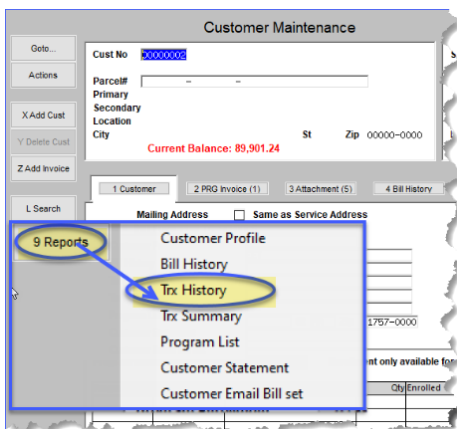 Customer Maintenance
Goto...
Actions
X Add Cust
Y Delete Cust
Z Add Invoice
L Search
Cust No 00000002
Parcel# – –
Primary
Secondary
Location
City St Zip 00000-0000
Current Balance: 89,901.24
1 Customer 2 PRG Invoice (1) 3 Attachment (5) 4 Bill History
Mailing Address Same as Service Address
9 Reports
Customer Profile
Bill History
Trx History
Trx Summary
Program List
Customer Statement
Customer Email Bill set
1757-0000
nt only available for
Qty Enrolled